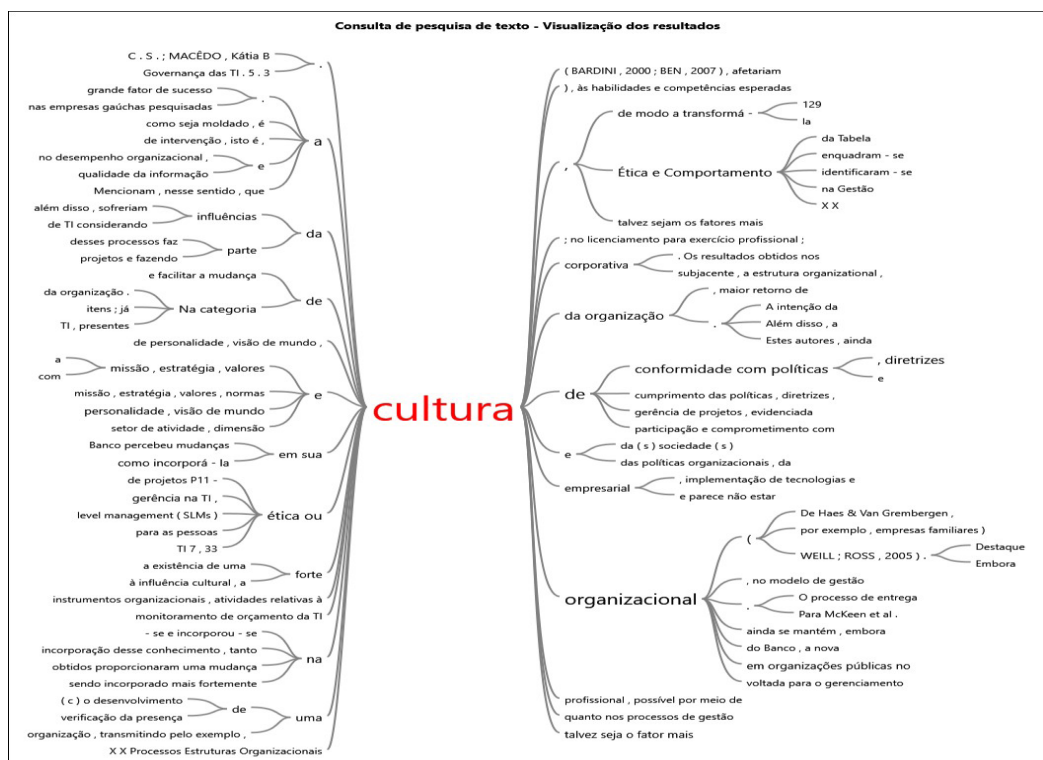 Consulta de pesquisa de texto - Visualização dos resultados
C . S . ; MACÊDO , Kátia B
Governança das TI . 5 . 3
.
grande fator de sucesso
nas empresas gaúchas pesquisadas
.
como seja moldado , é
de intervenção , isto é ,
no desempenho organizacional ,
qualidade da informação
e
Mencionam , nesse sentido , que
a
além disso , sofreriam
de TI considerando
influências
desses processos faz
projetos e fazendo
parte
da
e facilitar a mudança
da organização .
itens ; já
TI , presentes
Na categoria
de
de personalidade , visão de mundo ,
a
com
missão , estratégia , valores
missão , estratégia , valores , normas
personalidade , visão de mundo
setor de atividade , dimensão
e
Banco percebeu mudanças
como incorporá - la
em sua
de projetos P11 -
gerência na TI ,
level management ( SLMs )
para as pessoas
TI 7 , 33
ética ou
a existência de uma
à influência cultural , a
forte
instrumentos organizacionais , atividades relativas à
monitoramento de orçamento da TI
- se e incorporou - se
incorporação desse conhecimento , tanto
obtidos proporcionaram uma mudança
sendo incorporado mais fortemente
na
( c ) o desenvolvimento
verificação da presença
de
organização , transmitindo pelo exemplo ,
uma
X X Processos Estruturas Organizacionais
cultura
( BARDINI , 2000 ; BEN , 2007 ) , afetariam
) , às habilidades e competências esperadas
,
de modo a transformá -
129
la
Ética e Comportamento
da Tabela
enquadram - se
identificaram - se
na Gestão
X X
talvez sejam os fatores mais
; no licenciamento para exercício profissional ;
corporativa
. Os resultados obtidos nos
subjacente , a estrutura organizational ,
da organização
, maior retorno de
.
A intenção da
Além disso , a
Estes autores , ainda
de
conformidade com políticas
, diretrizes
e
cumprimento das políticas , diretrizes ,
gerência de projetos , evidenciada
participação e comprometimento com
e
da ( s ) sociedade ( s )
das políticas organizacionais , da
empresarial
, implementação de tecnologias e
e parece não estar
organizacional
(
De Haes & Van Grembergen ,
por exemplo , empresas familiares )
WEILL ; ROSS , 2005 ) .
Destaque
Embora
, no modelo de gestão
.
O processo de entrega
Para McKeen et al .
ainda se mantém , embora
do Banco , a nova
em organizações públicas no
voltada para o gerenciamento
profissional , possível por meio de
quanto nos processos de gestão
talvez seja o fator mais